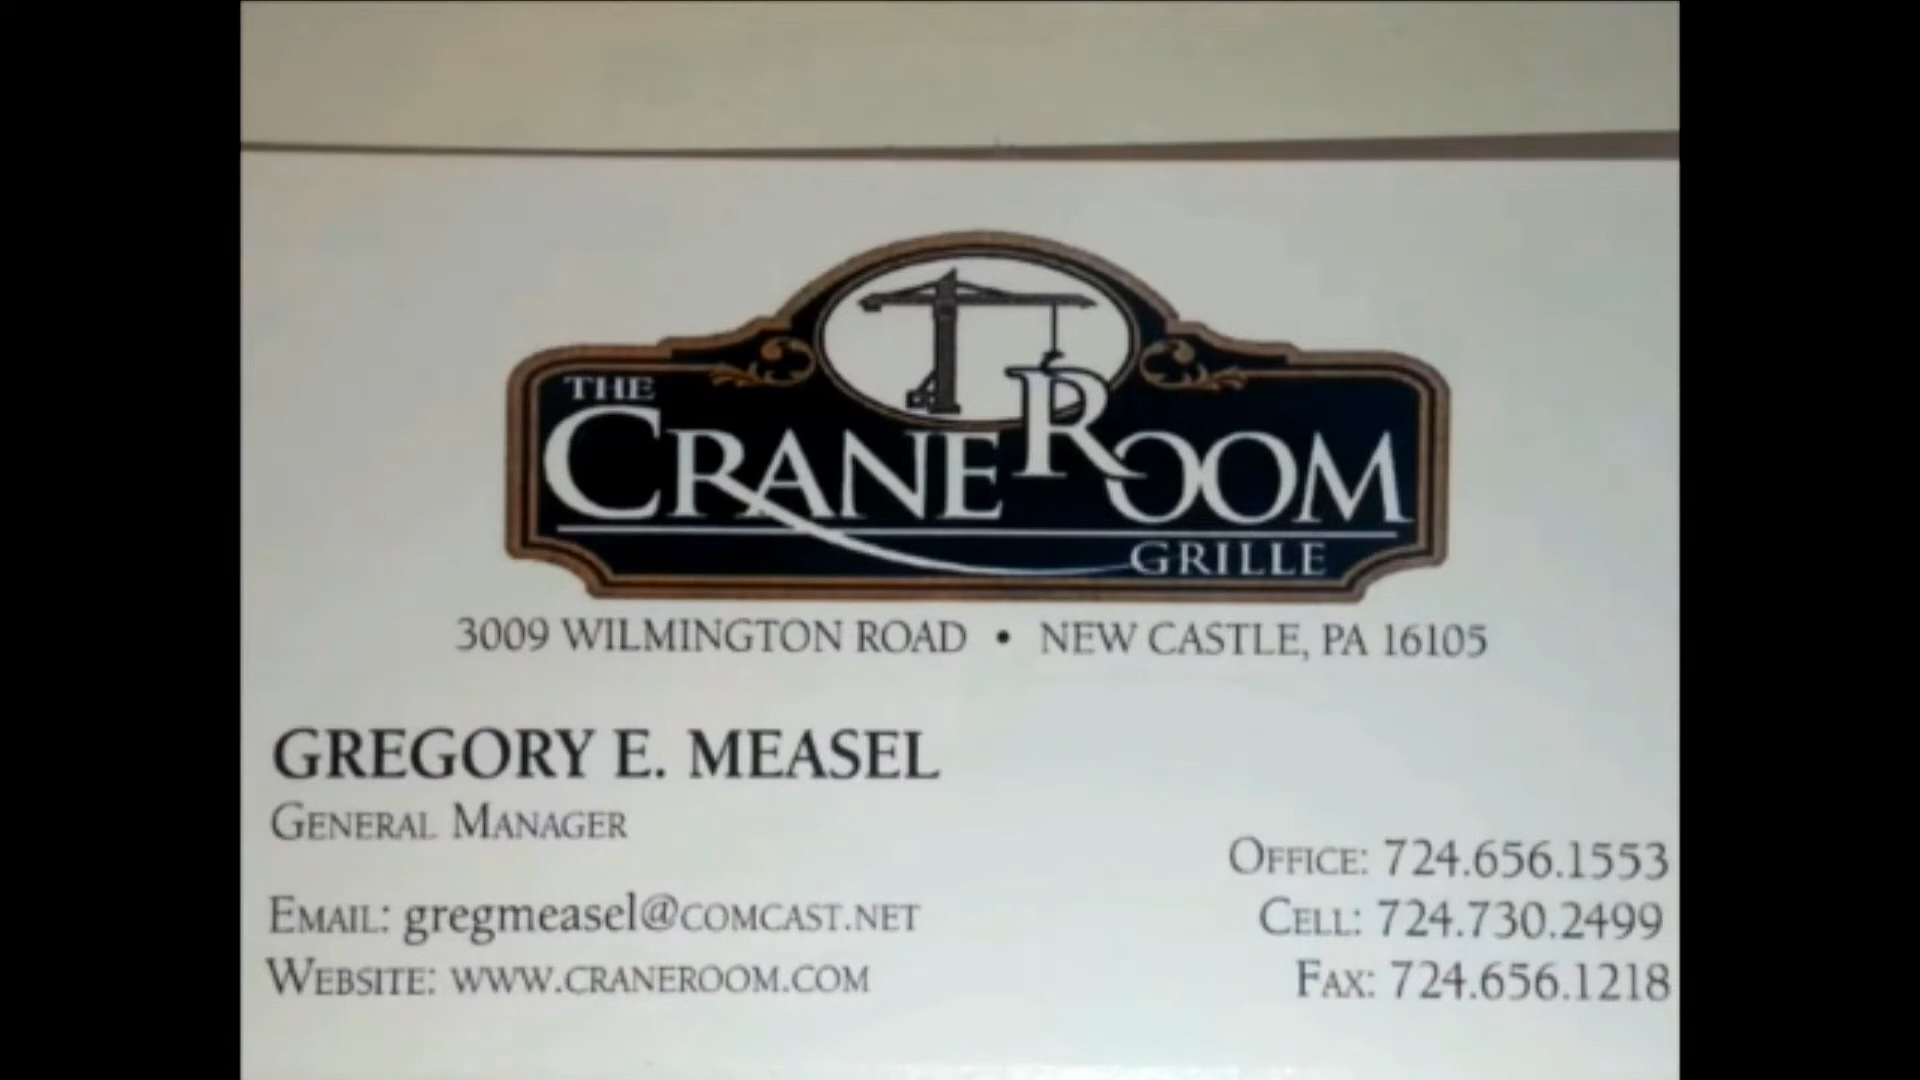 THE
CRANE ROOM
GRILLE
3009 WILMINGTON ROAD • NEW CASTLE, PA 16105
GREGORY E. MEASEL
GENERAL MANAGER
OFFICE: 724.656.1553
EMAIL: gregmeasel@COMCAST.NET
CELL: 724.730.2499
WEBSITE: WWW.CRANEROOM.COM
FAX: 724.656.1218